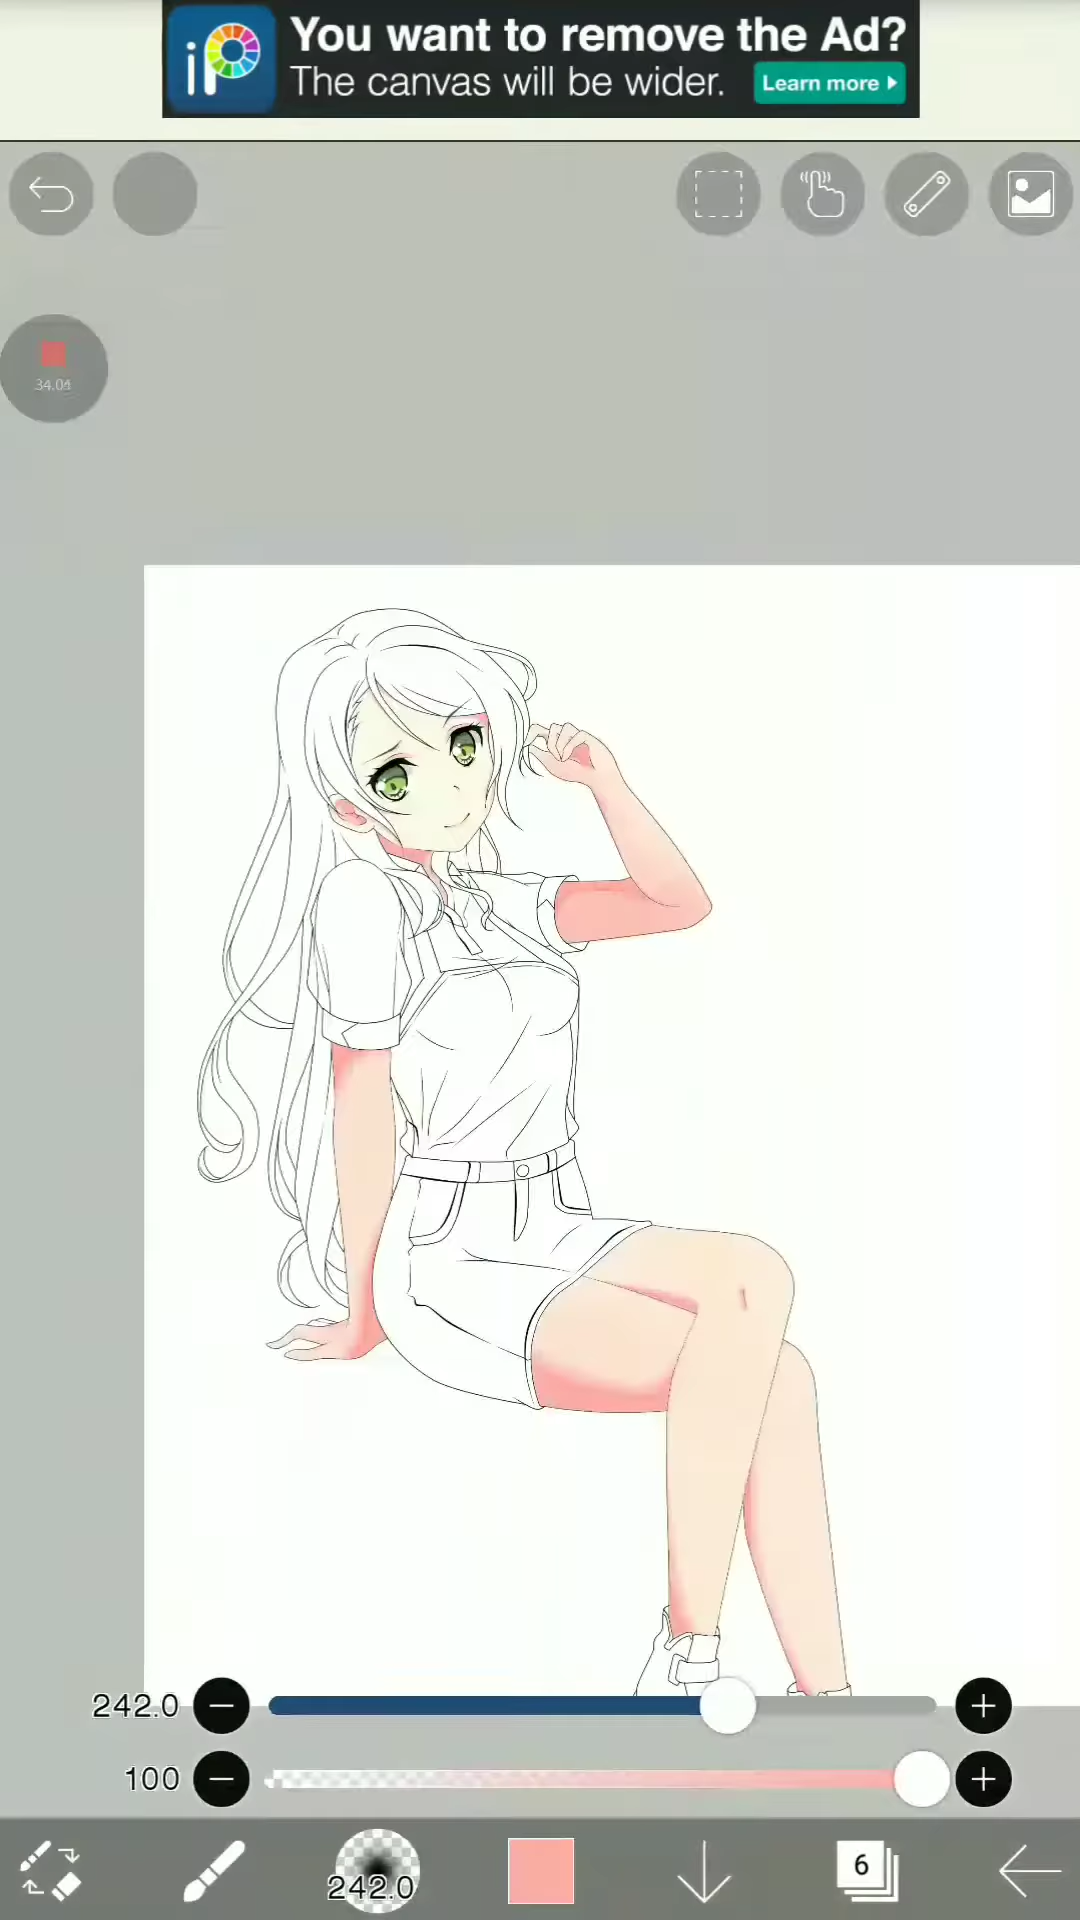 iP
You want to remove the Ad?
The canvas will be wider.
Learn more
34.04
242.0
100
242.0
6